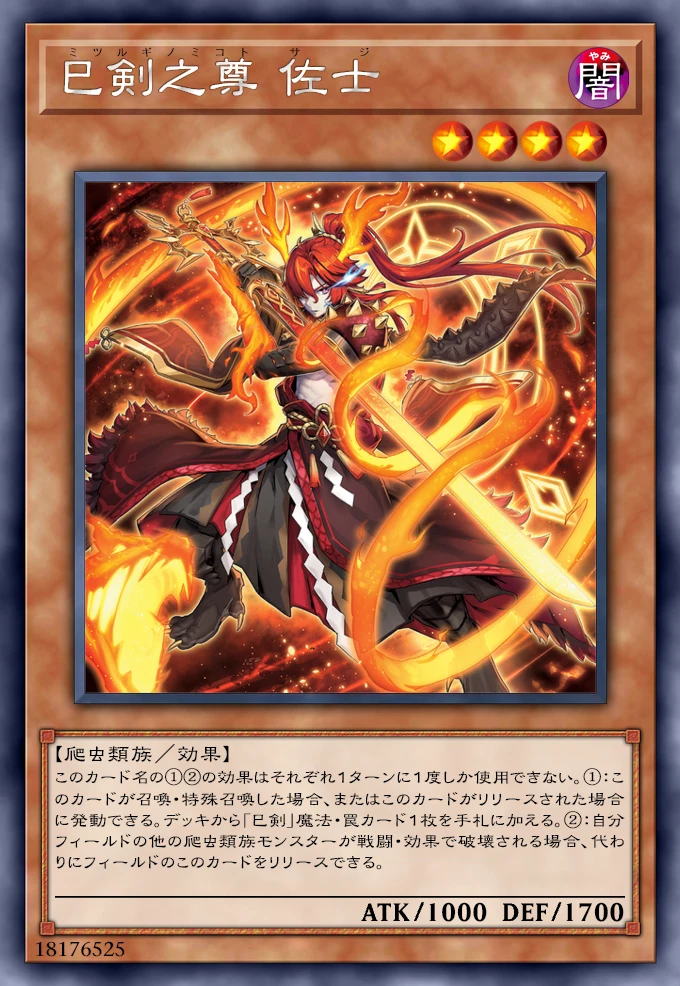 ミツルギノミコト サジ
巳剣之尊 佐士
やみ
闇
【爬虫類族／効果】
このカード名の①②の効果はそれぞれ1ターンに1度しか使用できない。①：こ
のカードが召喚・特殊召喚した場合、またはこのカードがリリースされた場合
に発動できる。デッキから「巳剣」魔法・罠カード1枚を手札に加える。②：自分
フィールドの他の爬虫類族モンスターが戦闘・効果で破壊される場合、代わ
りにフィールドのこのカードをリリースできる。
ATK/1000 DEF/1700
18176525